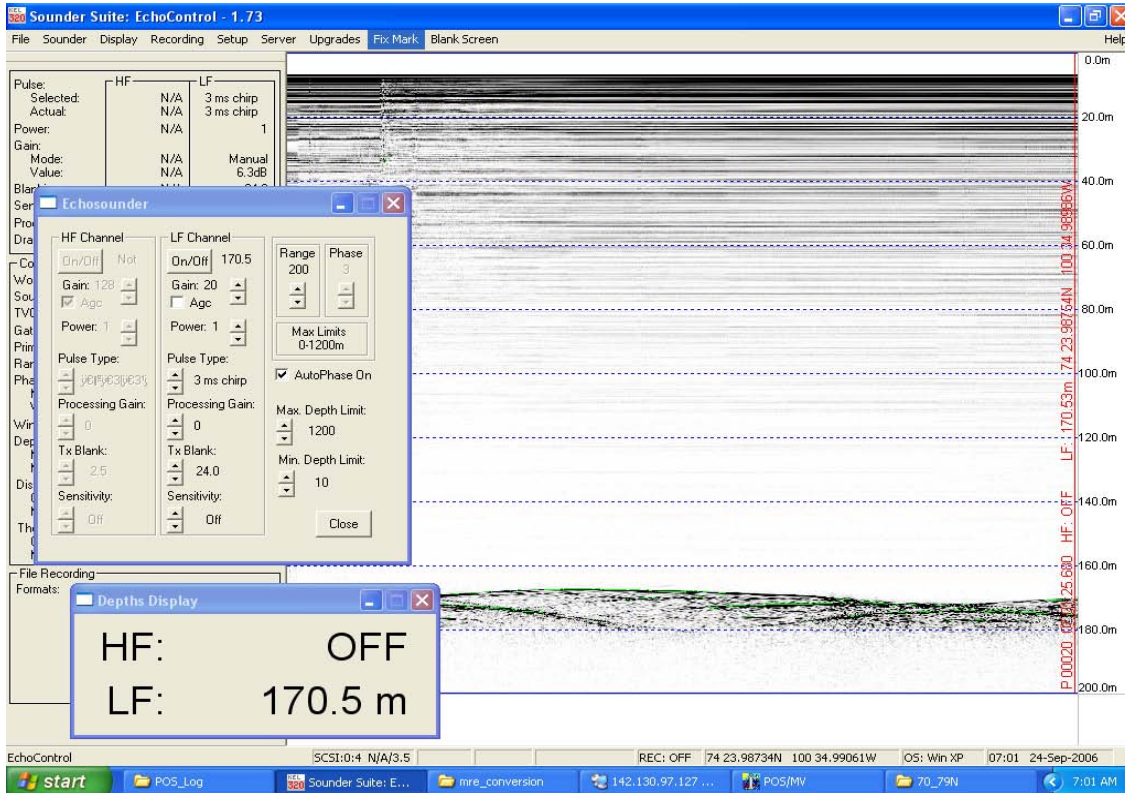 KEL 320 Sounder Suite: EchoControl - 1.73
File Sounder Display Recording Setup Server Upgrades Fix Mark Blank Screen Help
HF LF
Pulse:
Selected: N/A 3 ms chirp
Actual: N/A 3 ms chirp
Power: N/A 1
Gain:
Mode: N/A Manual
Value: N/A 6.3dB
File Recording
Formats:
Echosounder
HF Channel
On/Off Not
Gain: 128
Agc
Power: 1
Pulse Type:
Processing Gain:
0
Tx Blank:
2.5
Sensitivity:
Off
LF Channel
On/Off 170.5
Gain: 20
Agc
Power: 1
Pulse Type:
3 ms chirp
Processing Gain:
0
Tx Blank:
24.0
Sensitivity:
Off
Range
200
Phase
3
Max Limits
0-1200m
AutoPhase On
Max. Depth Limit:
1200
Min. Depth Limit:
10
Close
Depths Display
HF: OFF
LF: 170.5 m
0.0m
20.0m
40.0m
60.0m
80.0m
100.0m
120.0m
140.0m
160.0m
180.0m
200.0m
HF: OFF LF: 170.53m 74 23.98754N 100 34.98986W
EchoControl SCSI:0:4 N/A/3.5 REC: OFF 74 23.98734N 100 34.99061W OS: Win XP 07:01 24-Sep-2006
start POS_Log KEL 320 Sounder Suite: E... mre_conversion 142.130.97.127 ... POS/MV 70_79N 7:01 AM